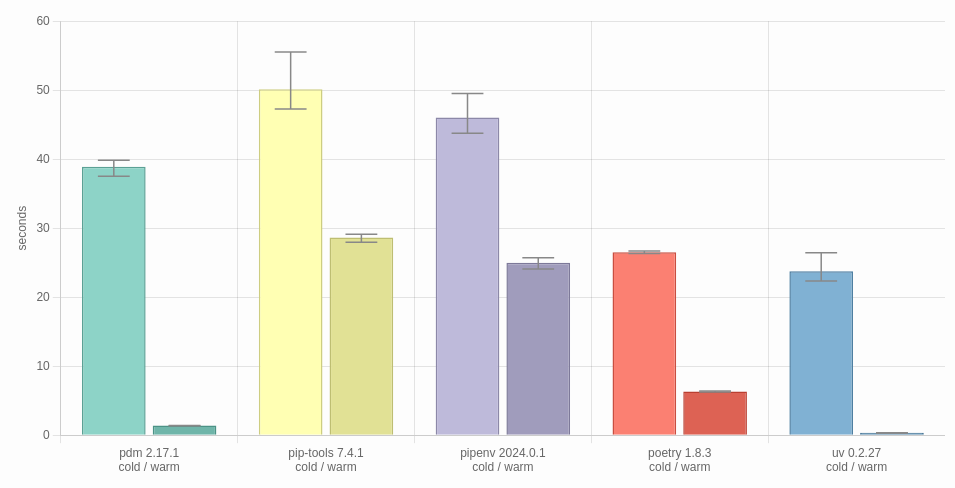 60
50
40
30
20
10
0
seconds
pdm 2.17.1
cold / warm
pip-tools 7.4.1
cold / warm
pipenv 2024.0.1
cold / warm
poetry 1.8.3
cold / warm
uv 0.2.27
cold / warm